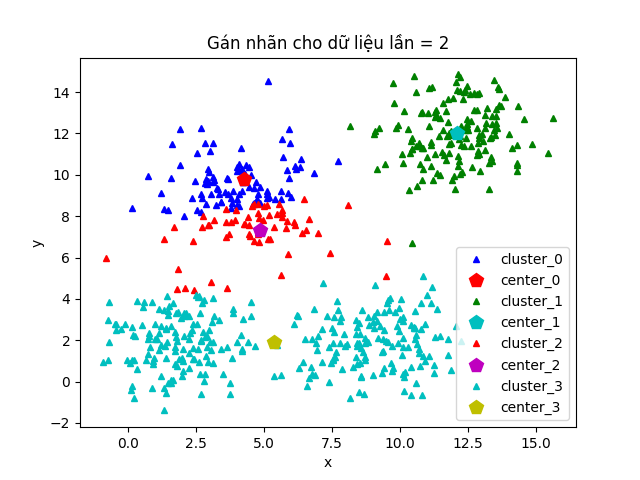 Gán nhãn cho dữ liệu lần = 2
y
14
12
10
8
6
4
2
0
−2
0.0 2.5 5.0 7.5 10.0 12.5 15.0
x
cluster_0
center_0
cluster_1
center_1
cluster_2
center_2
cluster_3
center_3